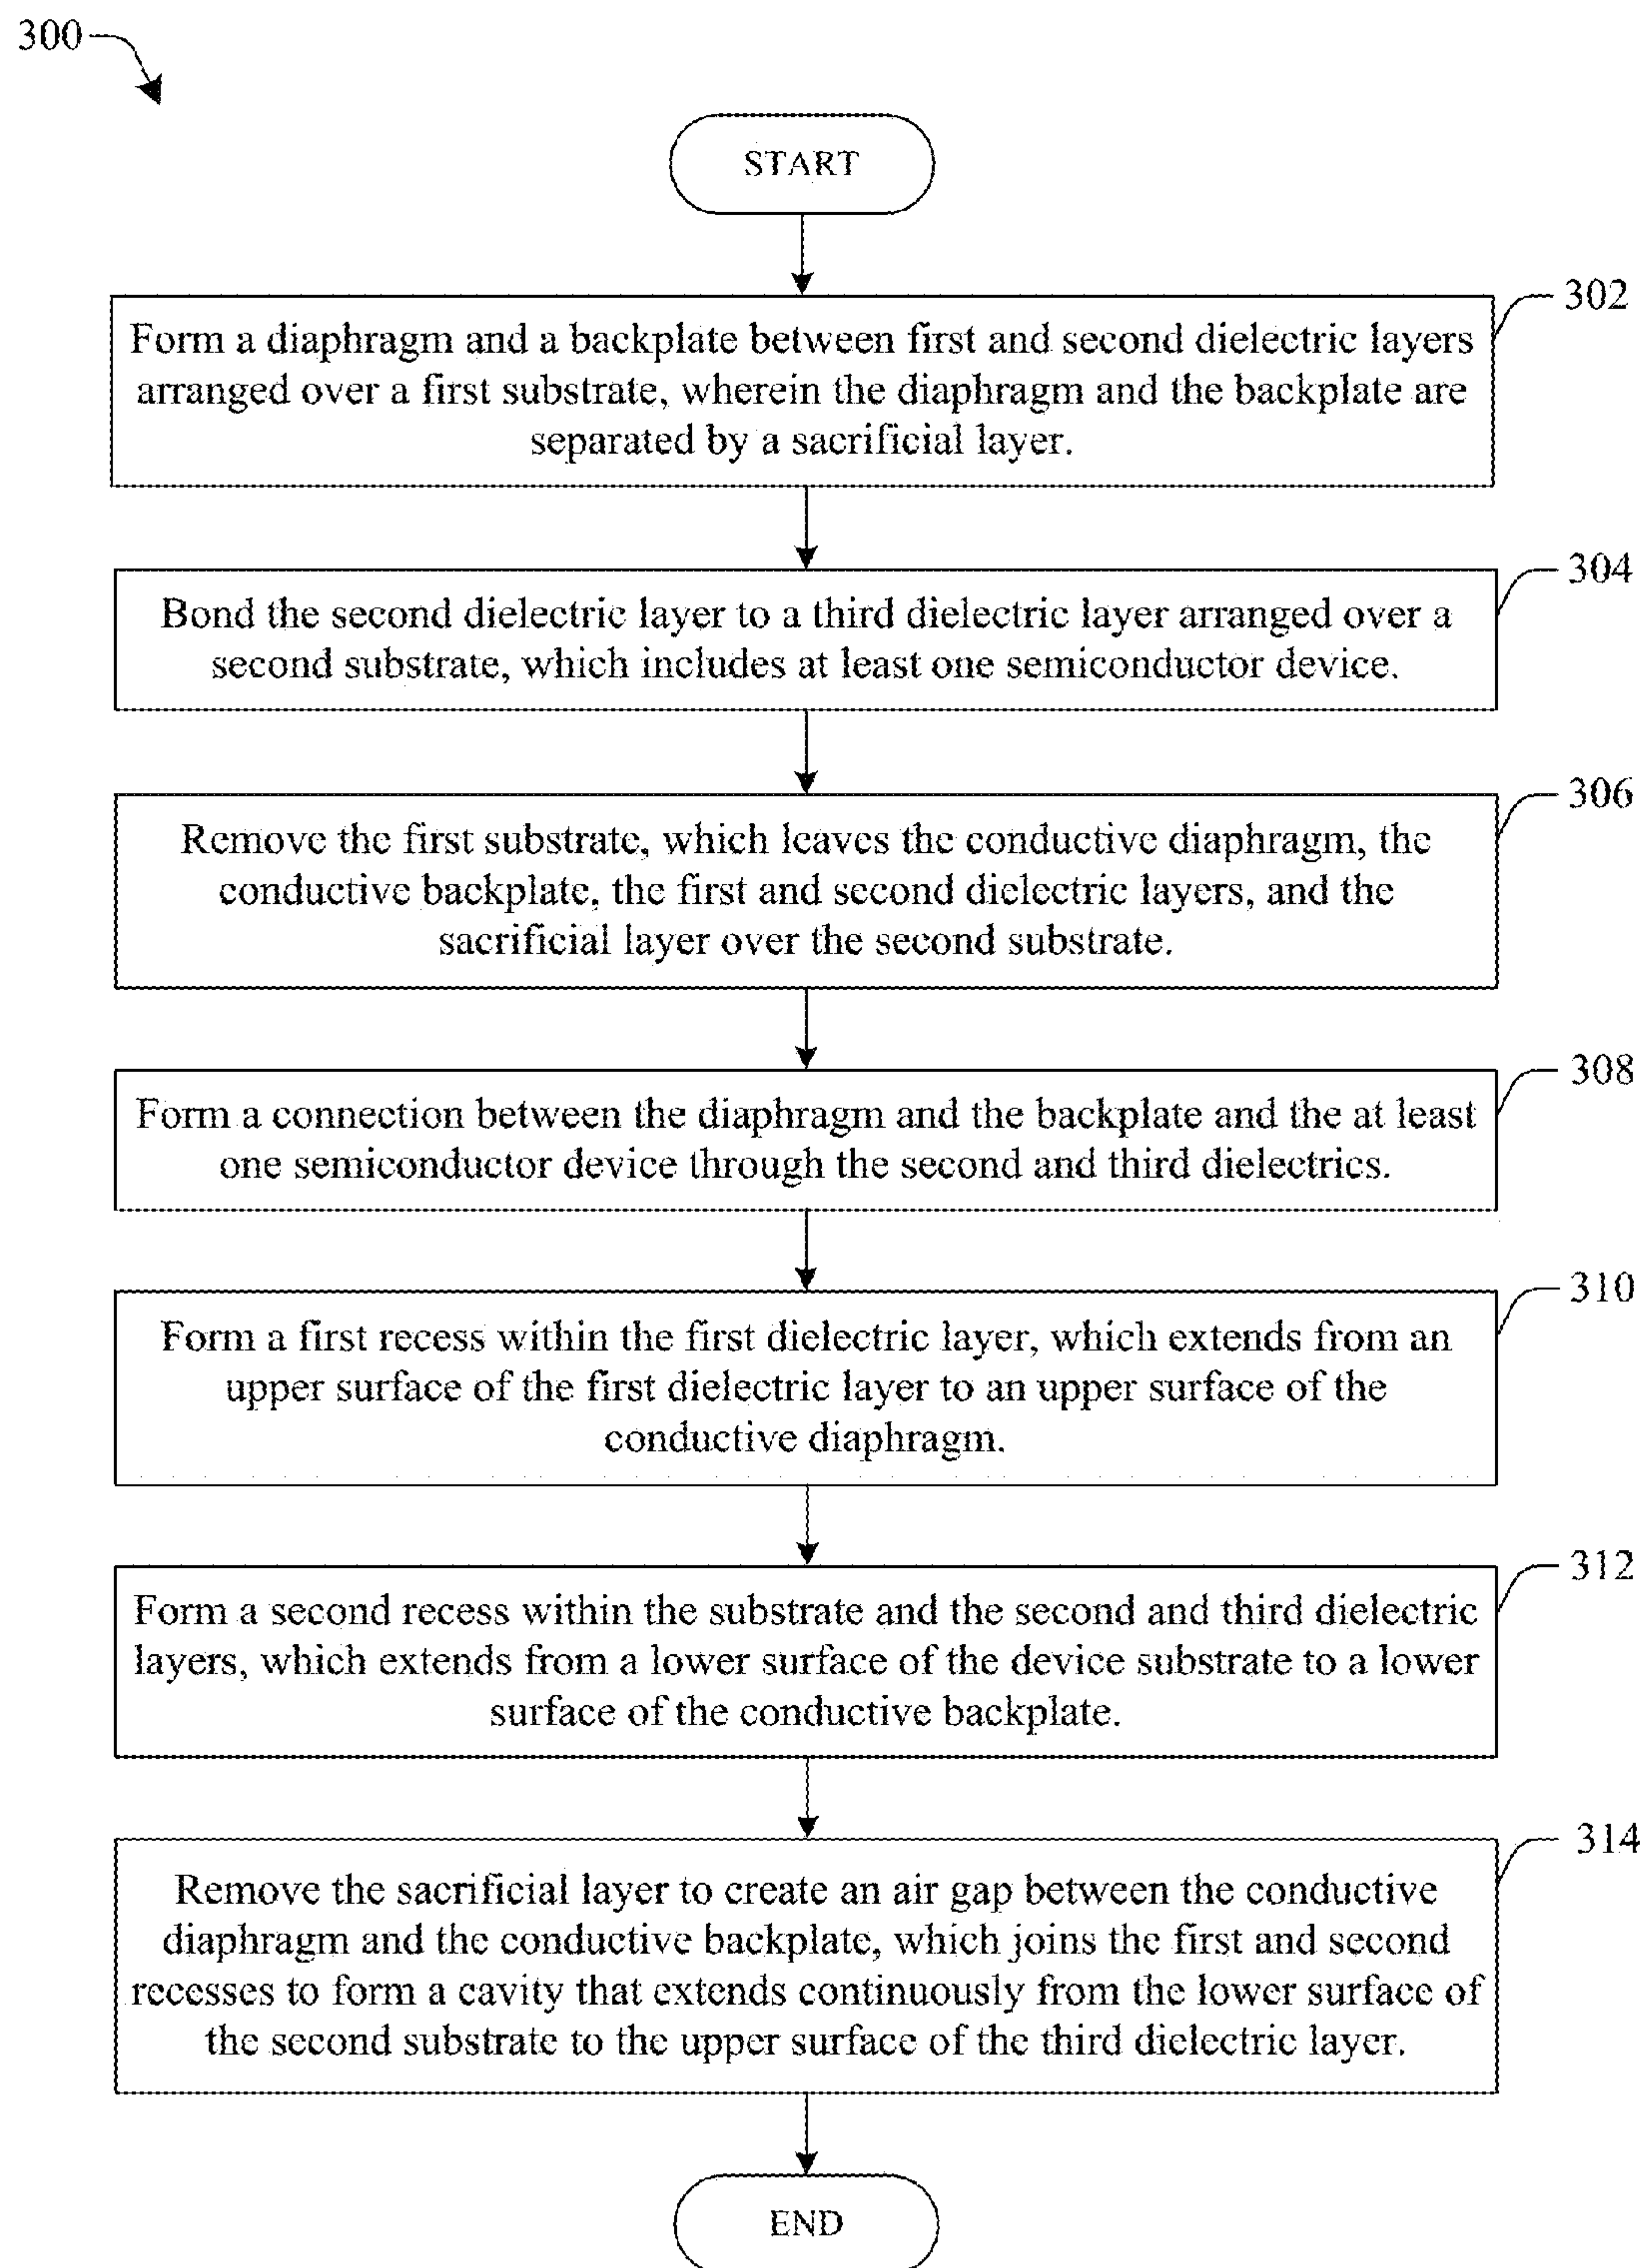 300
START
302
Form a diaphragm and a backplate between first and second dielectric layers
arranged over a first substrate, wherein the diaphragm and the backplate are
separated by a sacrificial layer.
304
Bond the second dielectric layer to a third dielectric layer arranged over a
second substrate, which includes at least one semiconductor device.
306
Remove the first substrate, which leaves the conductive diaphragm, the
conductive backplate, the first and second dielectric layers, and the
sacrificial layer over the second substrate.
308
Form a connection between the diaphragm and the backplate and the at least
one semiconductor device through the second and third dielectrics.
310
Form a first recess within the first dielectric layer, which extends from an
upper surface of the first dielectric layer to an upper surface of the
conductive diaphragm.
312
Form a second recess within the substrate and the second and third dielectric
layers, which extends from a lower surface of the device substrate to a lower
surface of the conductive backplate.
314
Remove the sacrificial layer to create an air gap between the conductive
diaphragm and the conductive backplate, which joins the first and second
recesses to form a cavity that extends continuously from the lower surface of
the second substrate to the upper surface of the third dielectric layer.
END